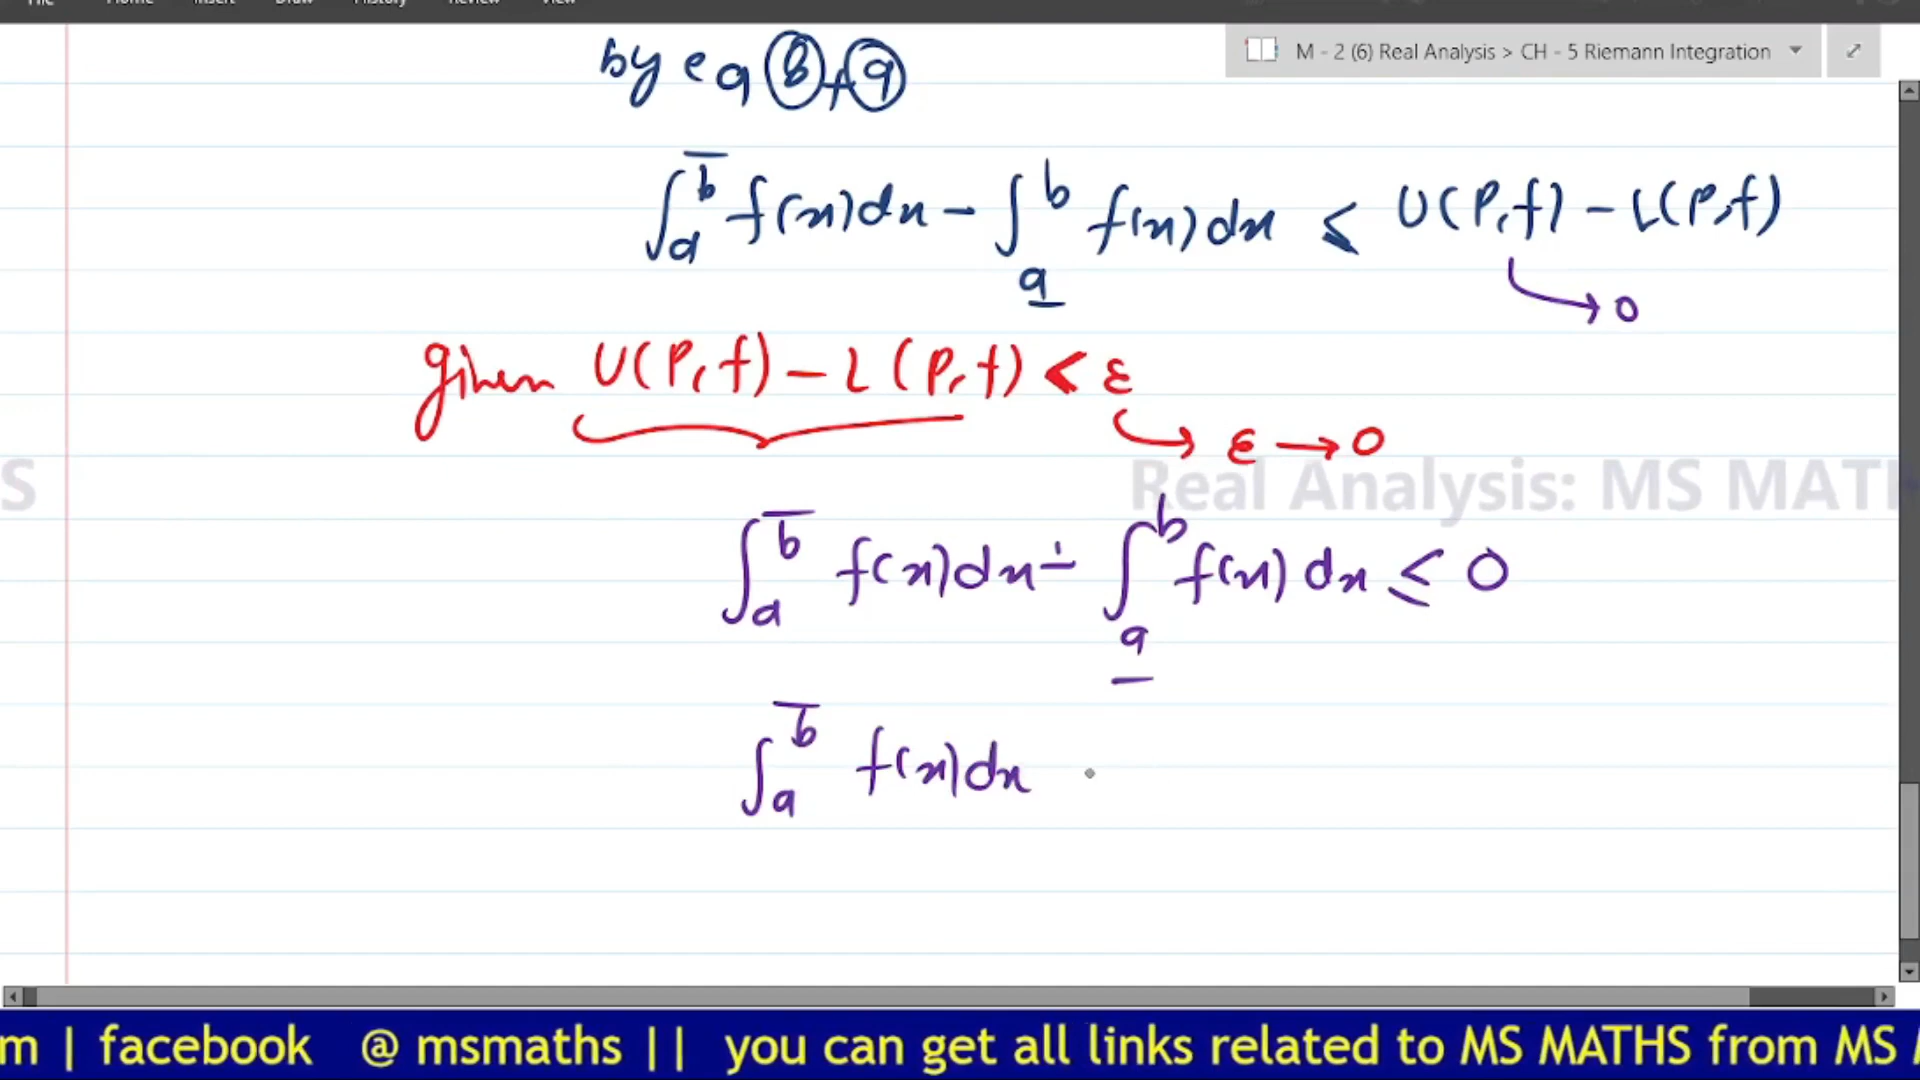 M - 2 (6) Real Analysis > CH - 5 Riemann Integration
by eq ⑧ & ⑨
∫_a^b̅ f(x)dx - ∫_a̲^b f(x)dx ≤ U(P,f) - L(P,f)
→ 0
given U(P,f) - L(P,f) < ε
→ ε → 0
Real Analysis: MS MATH
S
∫_a^b̅ f(x)dx - ∫_a̲^b f(x)dx ≤ 0
∫_a^b̅ f(x)dx
m | facebook @ msmaths || you can get all links related to MS MATHS from MS